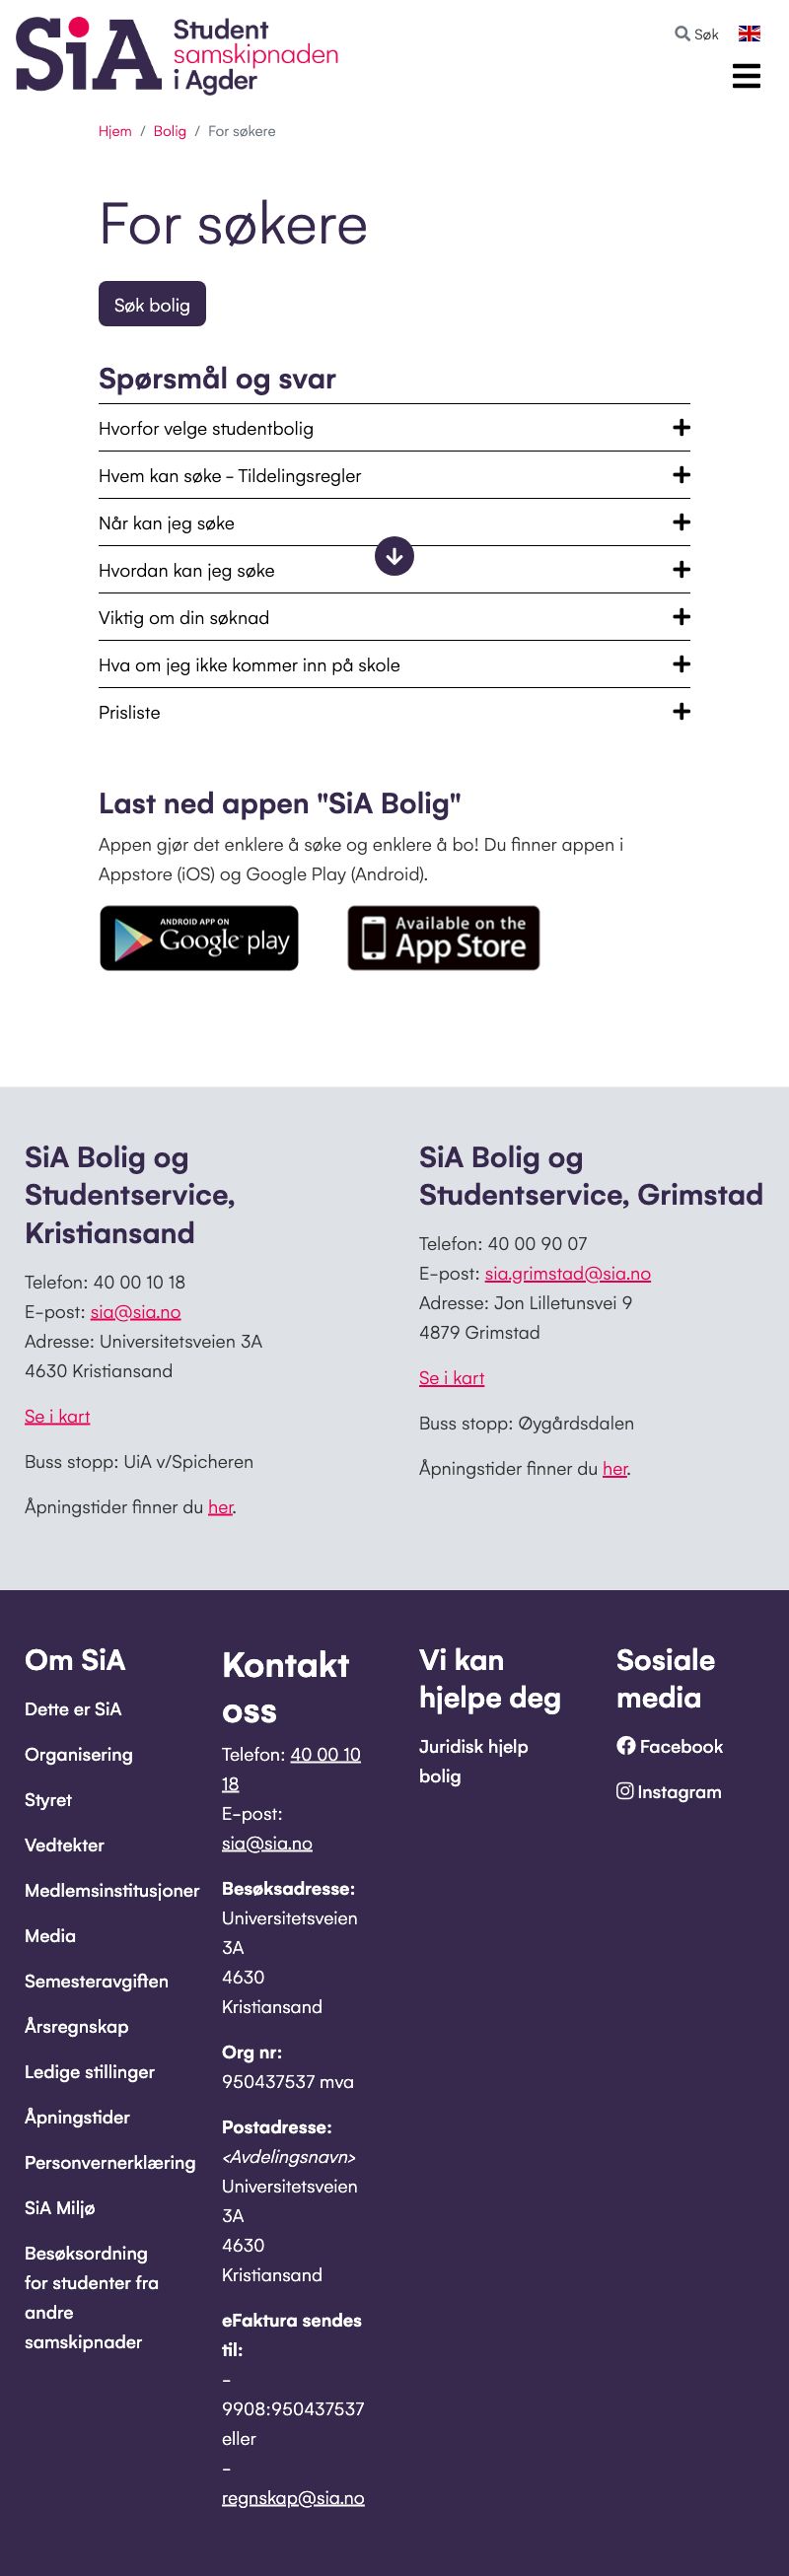 SiA Student
samskipnaden
i Agder
Søk
Hjem / Bolig / For søkere
For søkere
Søk bolig
Spørsmål og svar
Hvorfor velge studentbolig
Hvem kan søke - Tildelingsregler
Når kan jeg søke
Hvordan kan jeg søke
Viktig om din søknad
Hva om jeg ikke kommer inn på skole
Prisliste
Last ned appen "SiA Bolig"
Appen gjør det enklere å søke og enklere å bo! Du finner appen i
Appstore (iOS) og Google Play (Android).
ANDROID APP ON
Google play
Available on the
App Store
SiA Bolig og
Studentservice,
Kristiansand
Telefon: 40 00 10 18
E-post: sia@sia.no
Adresse: Universitetsveien 3A
4630 Kristiansand
Se i kart
Buss stopp: UiA v/Spicheren
Åpningstider finner du her.
SiA Bolig og
Studentservice, Grimstad
Telefon: 40 00 90 07
E-post: sia.grimstad@sia.no
Adresse: Jon Lilletunsvei 9
4879 Grimstad
Se i kart
Buss stopp: Øygårdsdalen
Åpningstider finner du her.
Om SiA
Dette er SiA
Organisering
Styret
Vedtekter
Medlemsinstitusjoner
Media
Semesteravgiften
Årsregnskap
Ledige stillinger
Åpningstider
Personvernerklæring
SiA Miljø
Besøksordning
for studenter fra
andre
samskipnader
Kontakt
oss
Telefon: 40 00 10
18
E-post:
sia@sia.no
Besøksadresse:
Universitetsveien
3A
4630
Kristiansand
Org nr:
950437537 mva
Postadresse:
<Avdelingsnavn>
Universitetsveien
3A
4630
Kristiansand
eFaktura sendes
til:
-
9908:950437537
eller
-
regnskap@sia.no
Vi kan
hjelpe deg
Juridisk hjelp
bolig
Sosiale
media
Facebook
Instagram